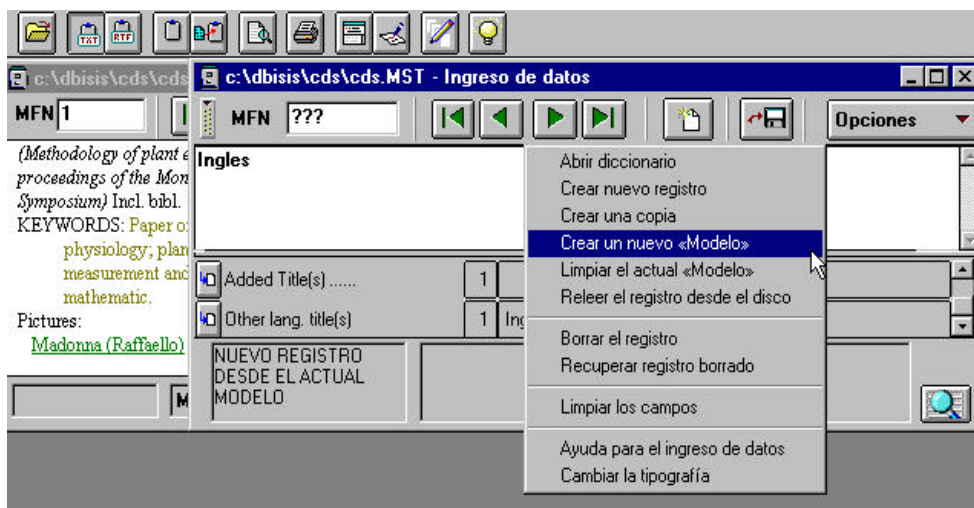 TXT
RTF
c:\dbisis\cds\cds
MFN 1
(Methodology of plant e
proceedings of the Mon
Symposium) Incl. bibl.
KEYWORDS: Paper o
physiology; plan
measurement and
mathematic.
Pictures:
Madonna (Raffaello)
M
c:\dbisis\cds\cds.MST - Ingreso de datos
MFN ???
Opciones
Ingles
Added Title(s) ...... 1
Other lang. title(s) 1 Ing
NUEVO REGISTRO
DESDE EL ACTUAL
MODELO
Abrir diccionario
Crear nuevo registro
Crear una copia
Crear un nuevo «Modelo»
Limpiar el actual «Modelo»
Releer el registro desde el disco
Borrar el registro
Recuperar registro borrado
Limpiar los campos
Ayuda para el ingreso de datos
Cambiar la tipografía